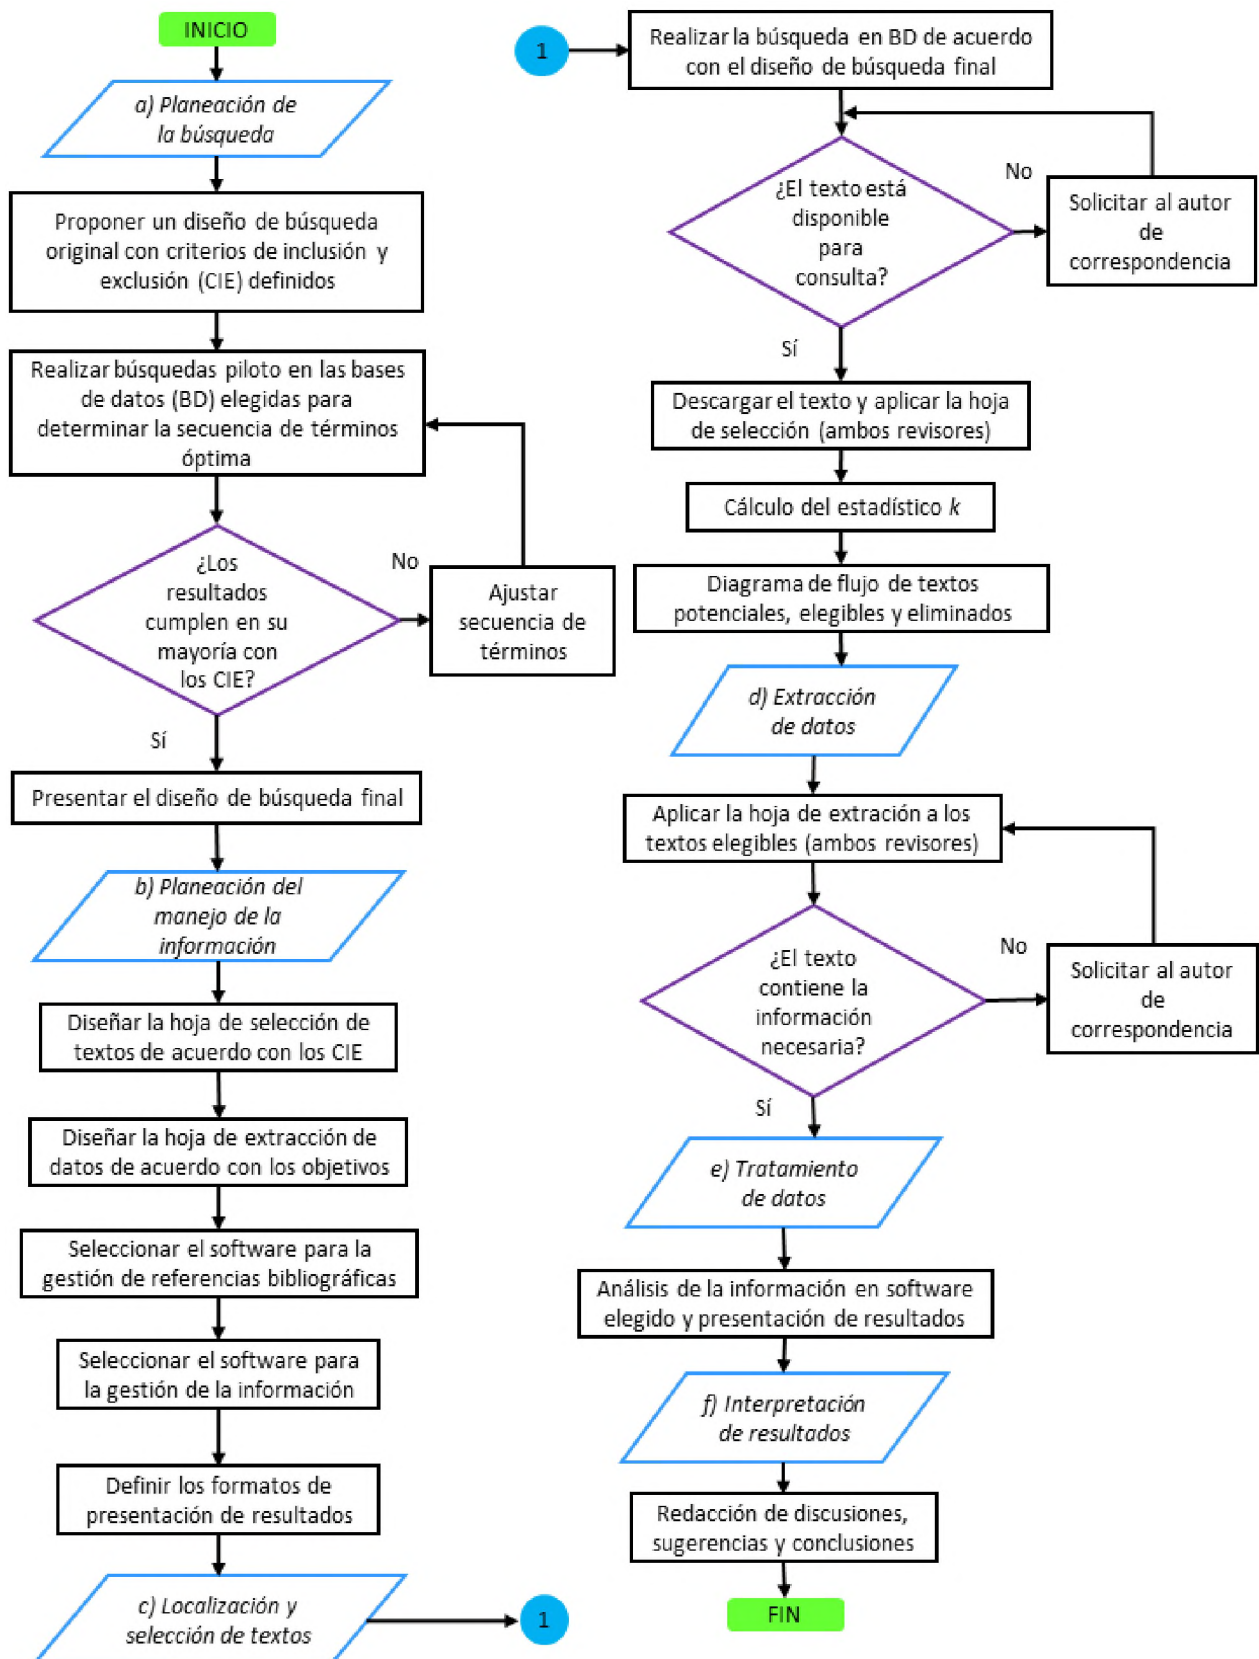 INICIO
a) Planeación de
la búsqueda
Proponer un diseño de búsqueda
original con criterios de inclusión y
exclusión (CIE) definidos
Realizar búsquedas piloto en las bases
de datos (BD) elegidas para
determinar la secuencia de términos
óptima
¿Los
resultados
cumplen en su
mayoría con
los CIE?
No
Ajustar
secuencia de
términos
Sí
Presentar el diseño de búsqueda final
b) Planeación del
manejo de la
información
Diseñar la hoja de selección de
textos de acuerdo con los CIE
Diseñar la hoja de extracción de
datos de acuerdo con los objetivos
Seleccionar el software para la
gestión de referencias bibliográficas
Seleccionar el software para
la gestión de la información
Definir los formatos de
presentación de resultados
c) Localización y
selección de textos
1
1
Realizar la búsqueda en BD de acuerdo
con el diseño de búsqueda final
¿El texto está
disponible
para
consulta?
No
Solicitar al autor
de
correspondencia
Sí
Descargar el texto y aplicar la hoja
de selección (ambos revisores)
Cálculo del estadístico k
Diagrama de flujo de textos
potenciales, elegibles y eliminados
d) Extracción
de datos
Aplicar la hoja de extración a los
textos elegibles (ambos revisores)
¿El texto
contiene la
información
necesaria?
No
Solicitar al autor
de
correspondencia
Sí
e) Tratamiento
de datos
Análisis de la información en software
elegido y presentación de resultados
f) Interpretación
de resultados
Redacción de discusiones,
sugerencias y conclusiones
FIN